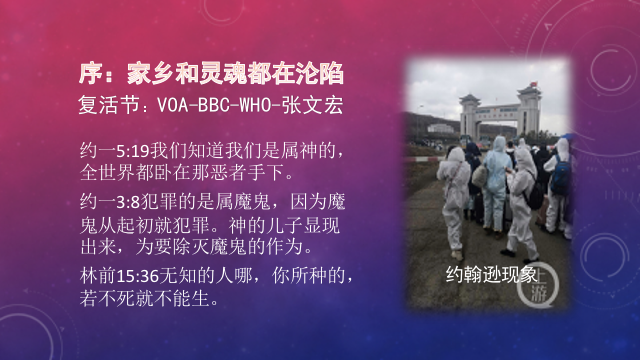 序：家乡和灵魂都在沦陷
复活节：VOA-BBC-WHO-张文宏
约一5:19我们知道我们是属神的，
全世界都卧在那恶者手下。
约一3:8犯罪的是属魔鬼，因为魔
鬼从起初就犯罪。神的儿子显现
出来，为要除灭魔鬼的作为。
林前15:36无知的人哪，你所种的，
若不死就不能生。
约翰逊现象
上游